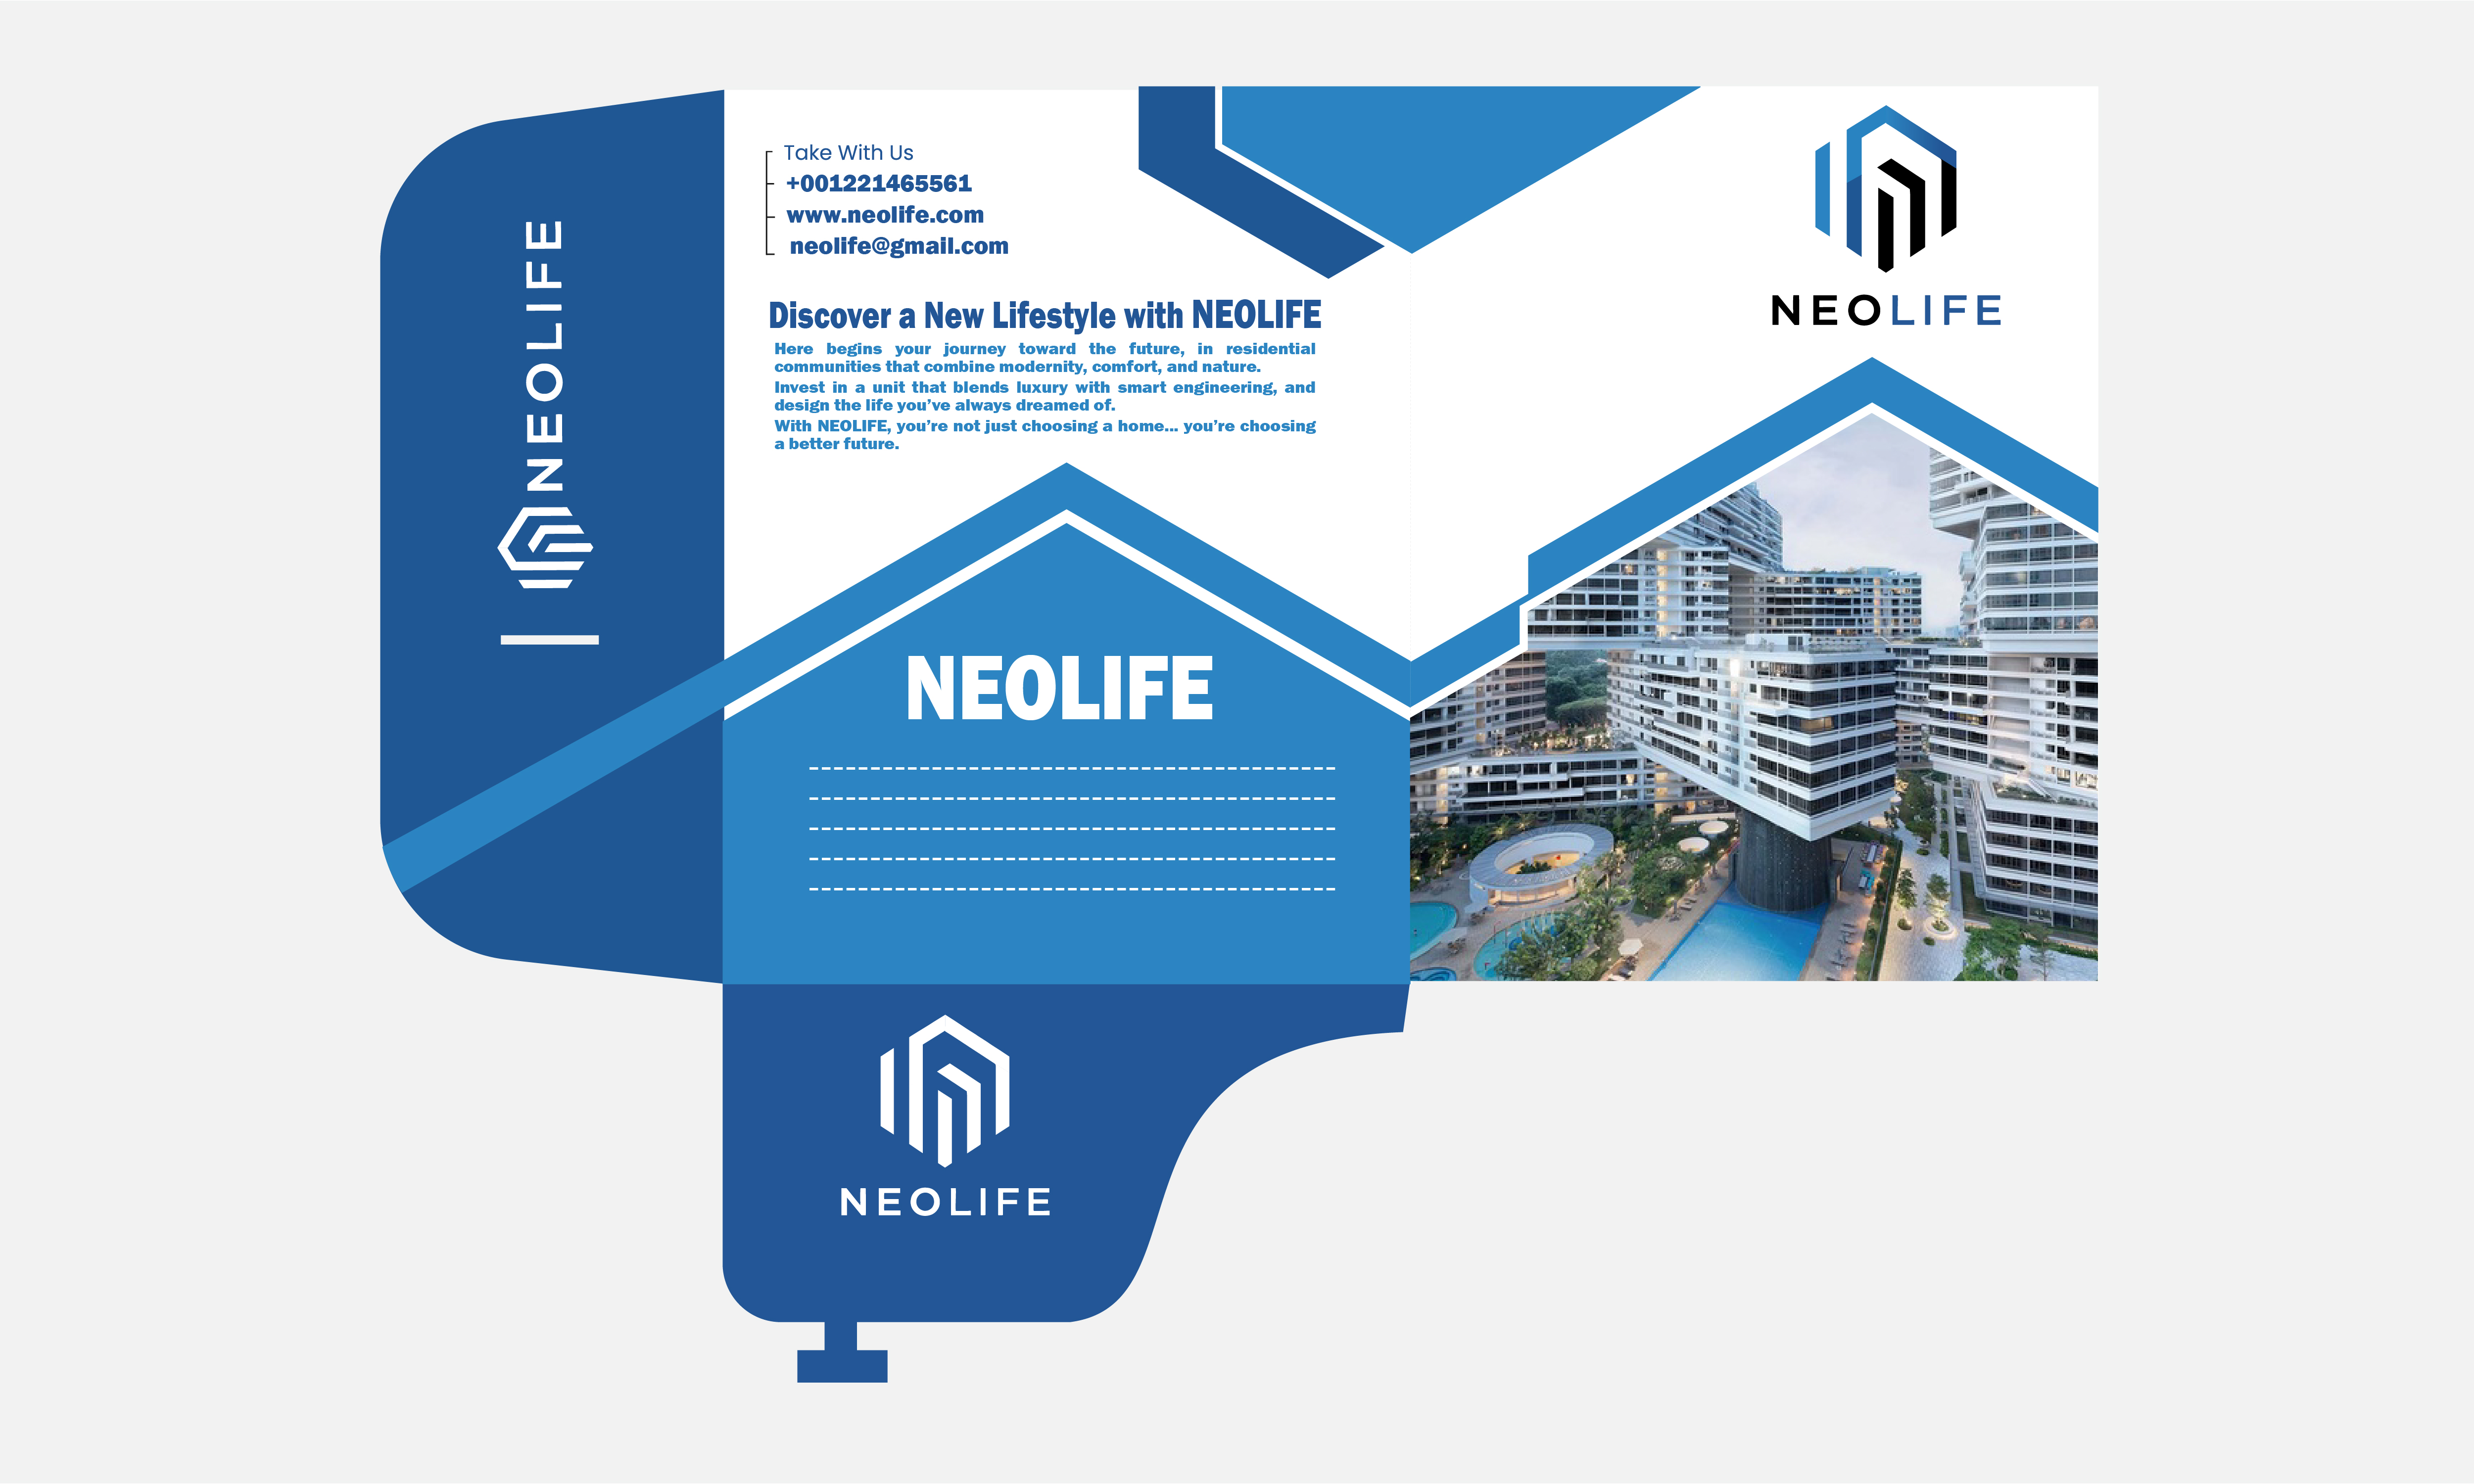 NEOLIFE
Take With Us
+001221465561
www.neolife.com
neolife@gmail.com
Discover a New Lifestyle with NEOLIFE
Here begins your journey toward the future, in residential
communities that combine modernity, comfort, and nature.
Invest in a unit that blends luxury with smart engineering, and
design the life you’ve always dreamed of.
With NEOLIFE, you’re not just choosing a home... you’re choosing
a better future.
NEOLIFE
NEOLIFE
NEOLIFE